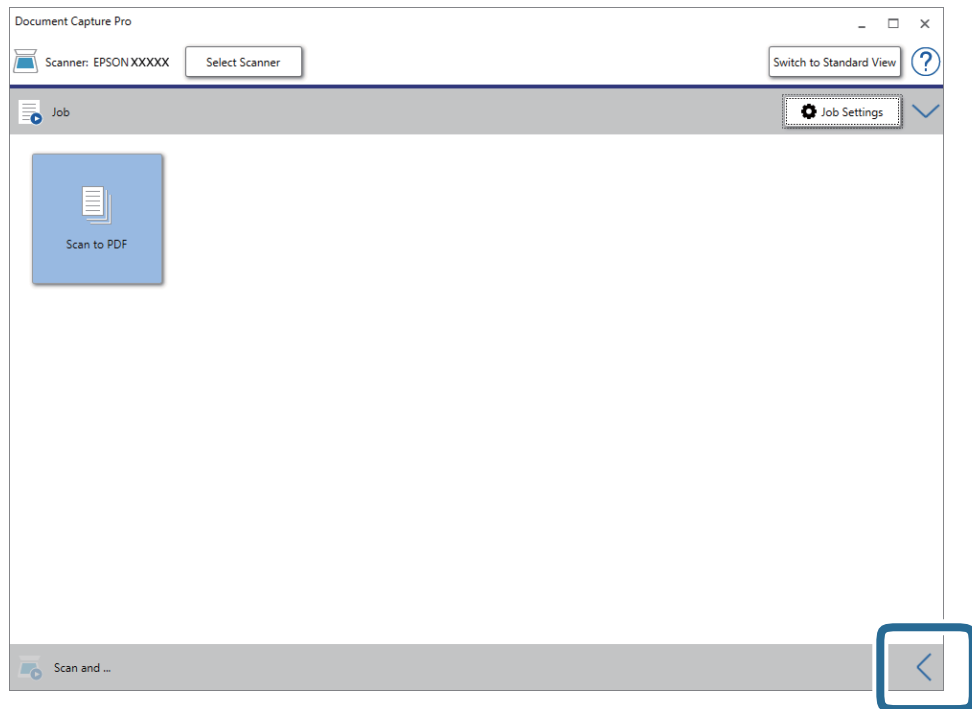 Document Capture Pro
Scanner: EPSON XXXXX
Select Scanner
Switch to Standard View
?
Job
Job Settings
Scan to PDF
Scan and ...